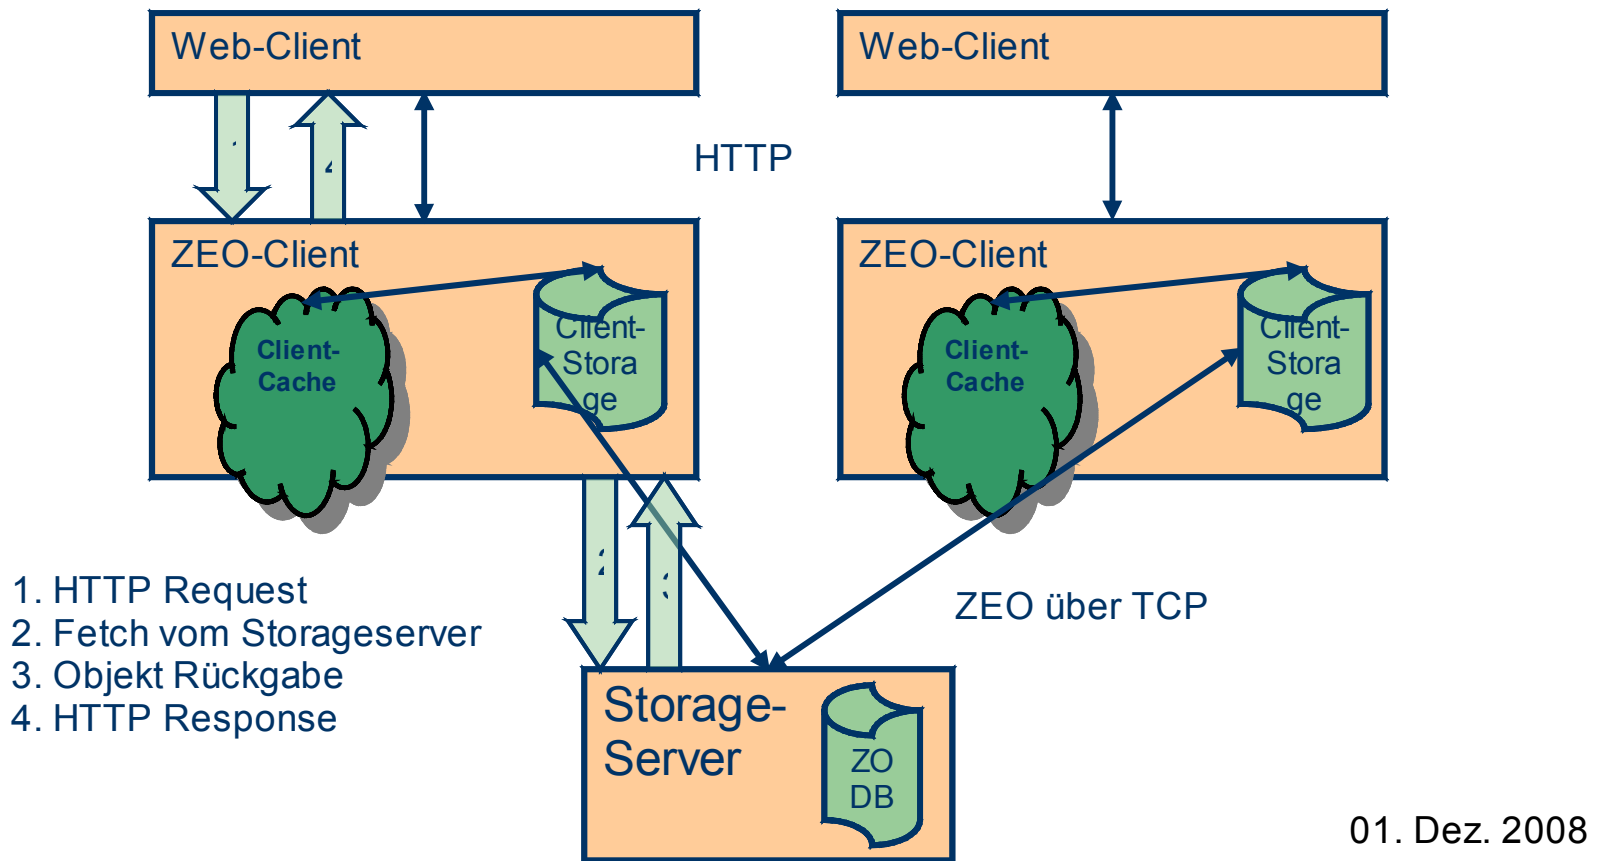 Web-Client
Web-Client
HTTP
ZEO-Client
Client-
Cache
Client-
Stora
ge
ZEO-Client
Client-
Cache
Client-
Stora
ge
1. HTTP Request
2. Fetch vom Storageserver
3. Objekt Rückgabe
4. HTTP Response
ZEO über TCP
Storage-
Server
ZO
DB
01. Dez. 2008